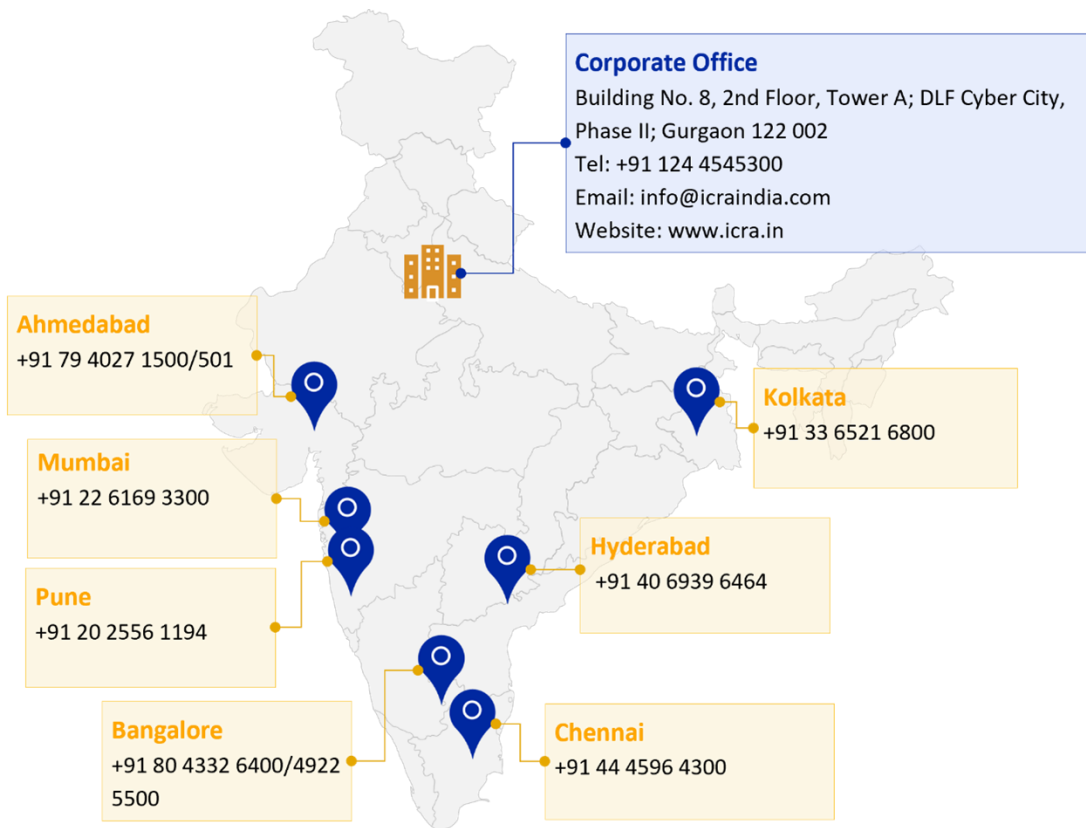 Corporate Office
Building No. 8, 2nd Floor, Tower A; DLF Cyber City,
Phase II; Gurgaon 122 002
Tel: +91 124 4545300
Email: info@icraindia.com
Website: www.icra.in
Ahmedabad
+91 79 4027 1500/501
Kolkata
+91 33 6521 6800
Mumbai
+91 22 6169 3300
Hyderabad
+91 40 6939 6464
Pune
+91 20 2556 1194
Bangalore
+91 80 4332 6400/4922
5500
Chennai
+91 44 4596 4300